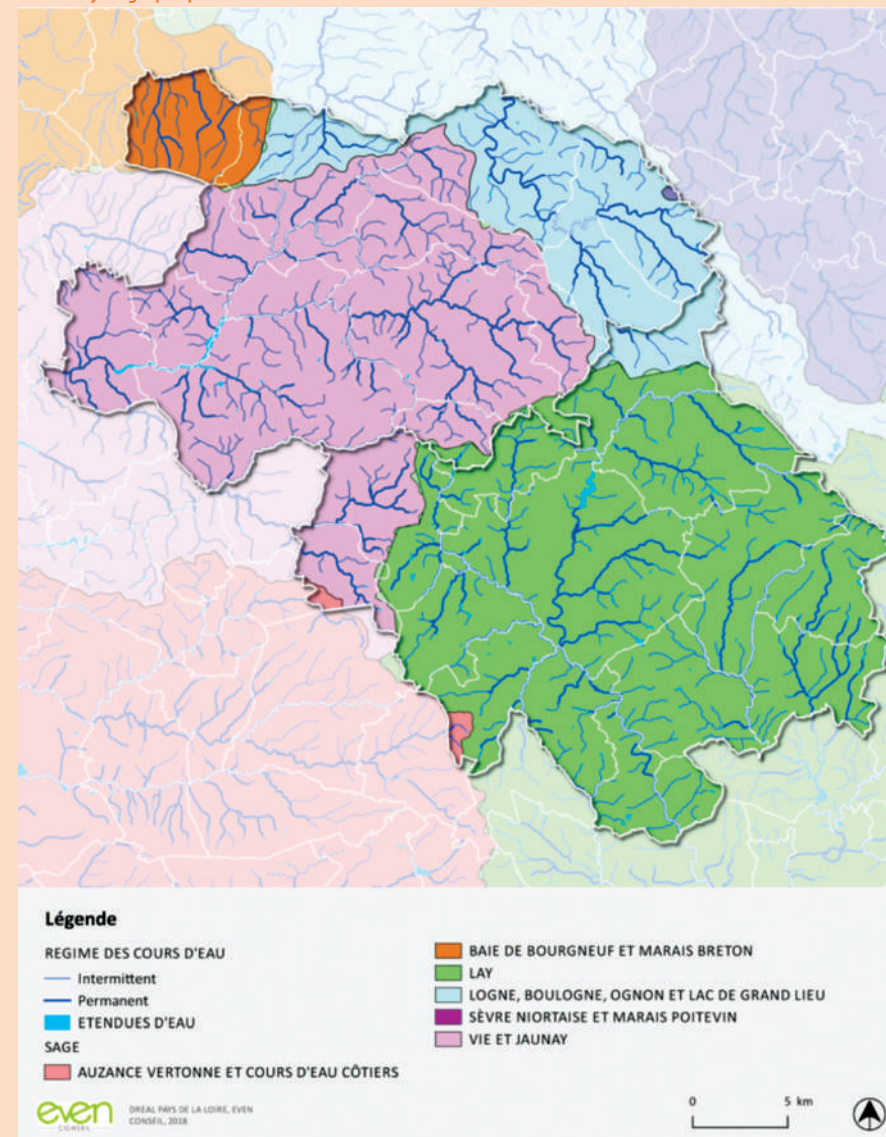 Légende
REGIME DES COURS D'EAU
Intermittent
Permanent
ETENDUES D'EAU
SAGE
AUZANCE VERTONNE ET COURS D'EAU CÔTIERS
BAIE DE BOURGNEUF ET MARAIS BRETON
LAY
LOGNE, BOULOGNE, OGNON ET LAC DE GRAND LIEU
SÈVRE NIORTAISE ET MARAIS POITEVIN
VIE ET JAUNAY
even
CONSEIL
DREAL PAYS DE LA LOIRE, EVEN
CONSEIL, 2018
0 5 km